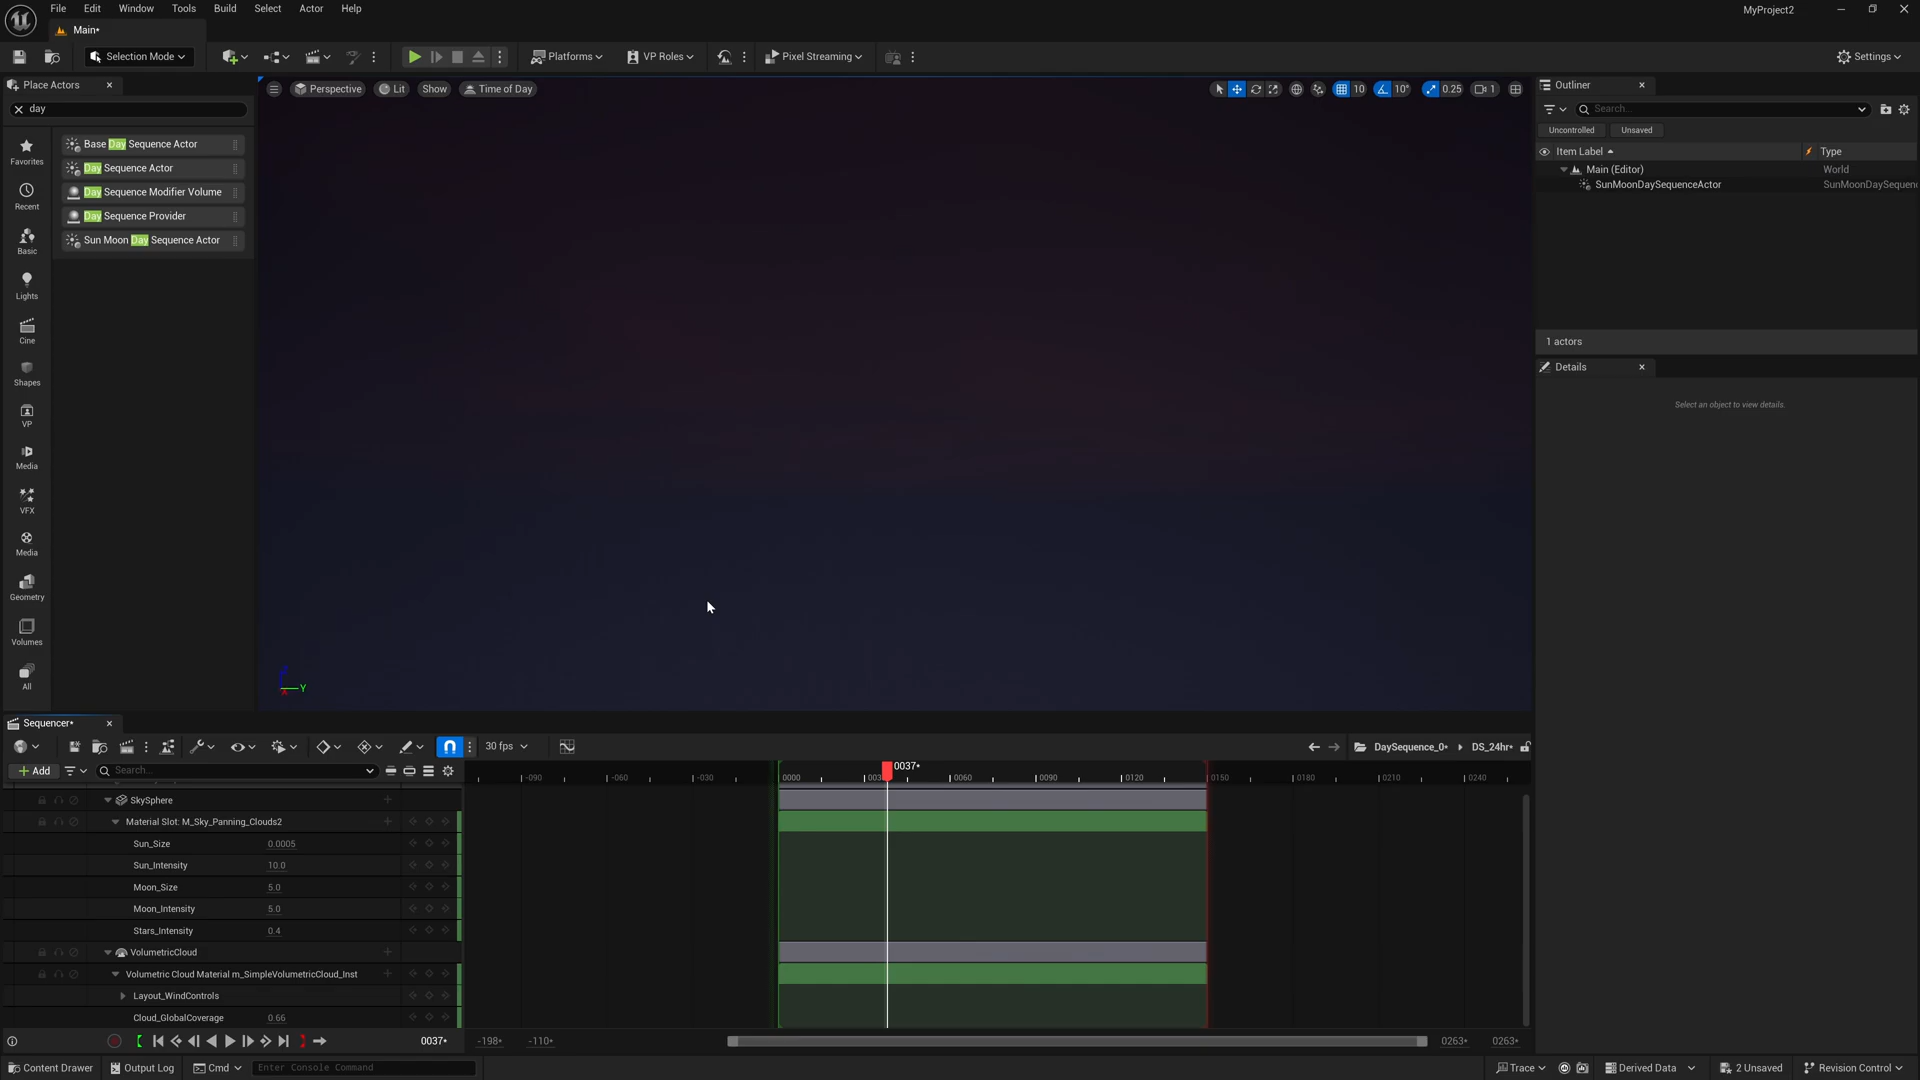 File Edit Window Tools Build Select Actor Help MyProject2
Main*
Selection Mode Platforms VP Roles Pixel Streaming Settings
Place Actors
day
Favorites
Recent
Basic
Lights
Cine
Shapes
VP
Media
VFX
Media
Geometry
Volumes
All
Base Day Sequence Actor
Day Sequence Actor
Day Sequence Modifier Volume
Day Sequence Provider
Sun Moon Day Sequence Actor
Perspective Lit Show Time of Day 10 10° 0.25 1
Y
Outliner
Search...
Uncontrolled Unsaved
Item Label Type
Main (Editor) World
SunMoonDaySequenceActor SunMoonDaySequenc
1 actors
Details
Select an object to view details.
Sequencer*
30 fps DaySequence_0* DS_24hr*
Add Search...
0037*
-090 -060 -030 0000 003 0060 0090 0120 0150 0180 0210 0240
SkySphere
Material Slot: M_Sky_Panning_Clouds2
Sun_Size 0.0005
Sun_Intensity 10.0
Moon_Size 5.0
Moon_Intensity 5.0
Stars_Intensity 0.4
VolumetricCloud
Volumetric Cloud Material m_SimpleVolumetricCloud_Inst
Layout_WindControls
Cloud_GlobalCoverage 0.66
0037* -198* -110* 0263* 0263*
Content Drawer Output Log Cmd Enter Console Command Trace Derived Data 2 Unsaved Revision Control